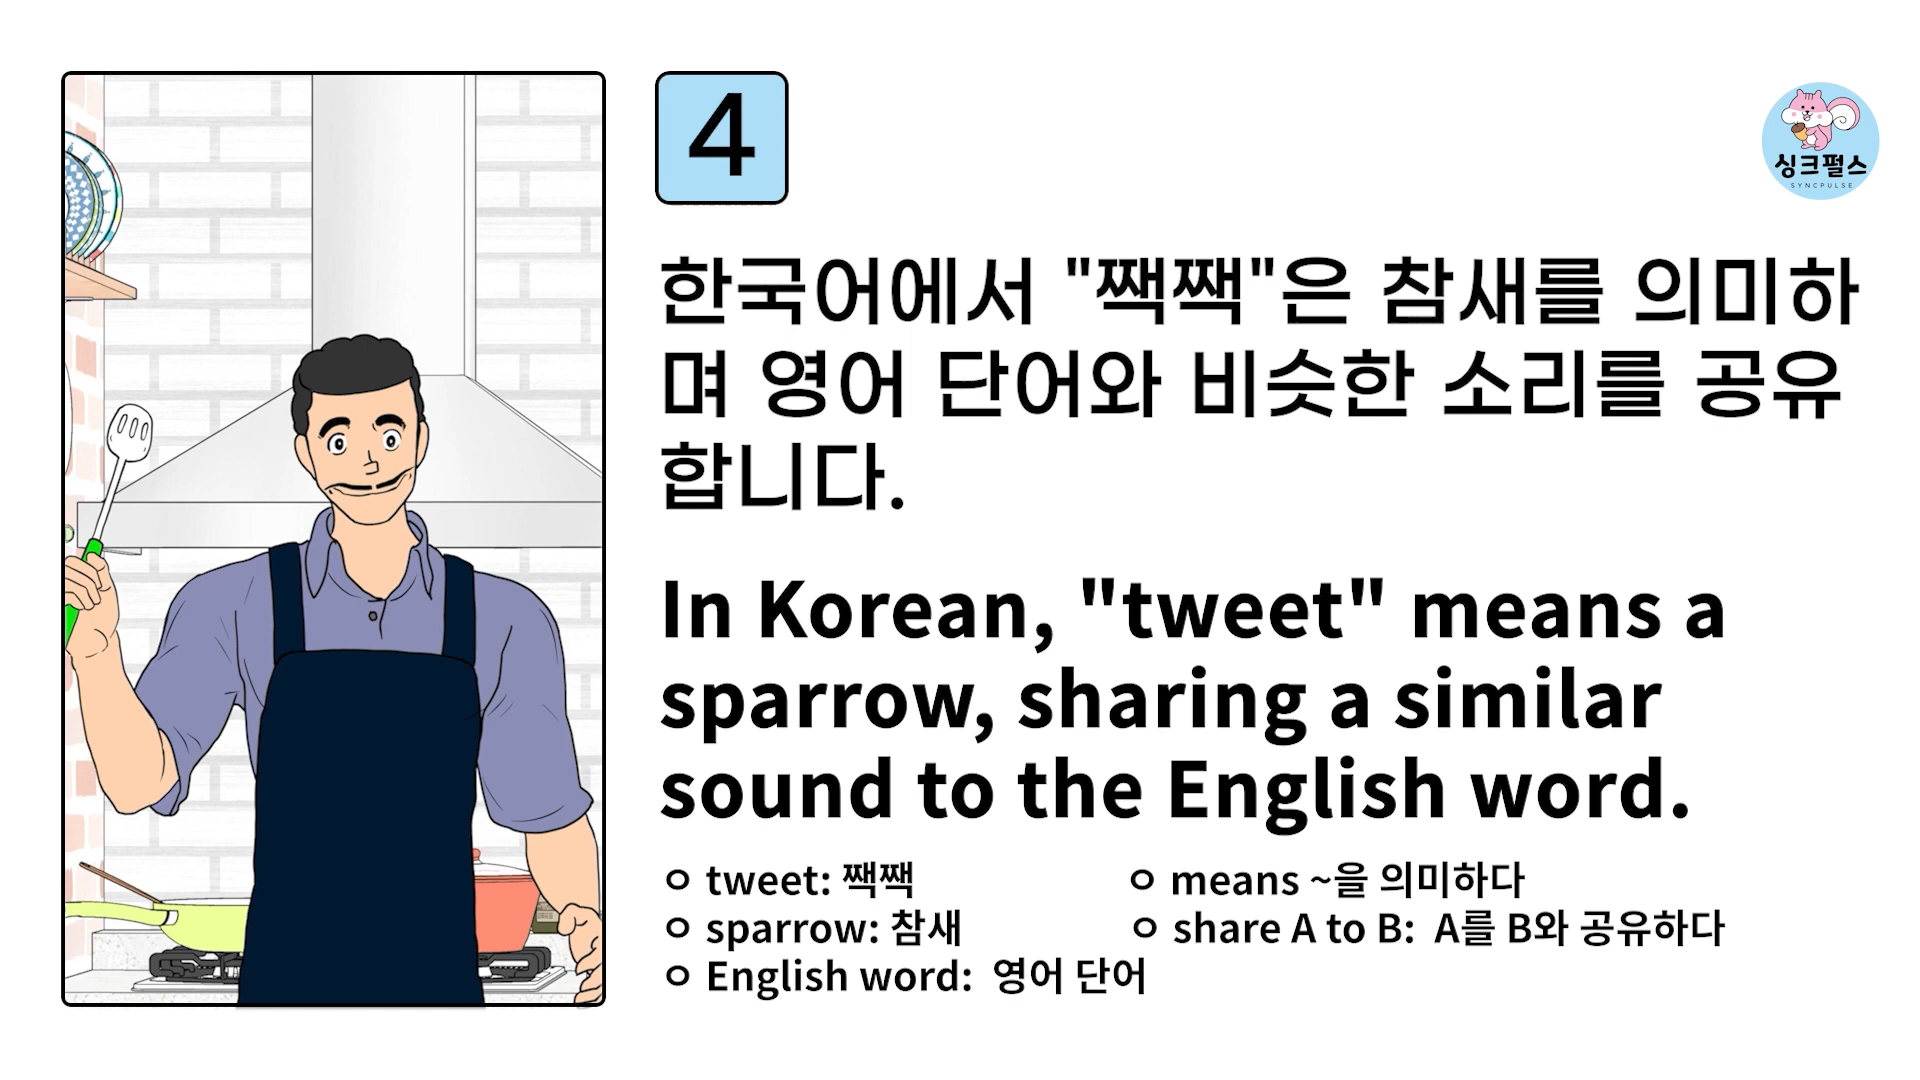 4
싱크펄스
SYNCPULSE
한국어에서 "짹짹"은 참새를 의미하
며 영어 단어와 비슷한 소리를 공유
합니다.
In Korean, "tweet" means a
sparrow, sharing a similar
sound to the English word.
ㅇ tweet: 짹짹
ㅇ means ~을 의미하다
ㅇ sparrow: 참새
ㅇ share A to B: A를 B와 공유하다
ㅇ English word: 영어 단어